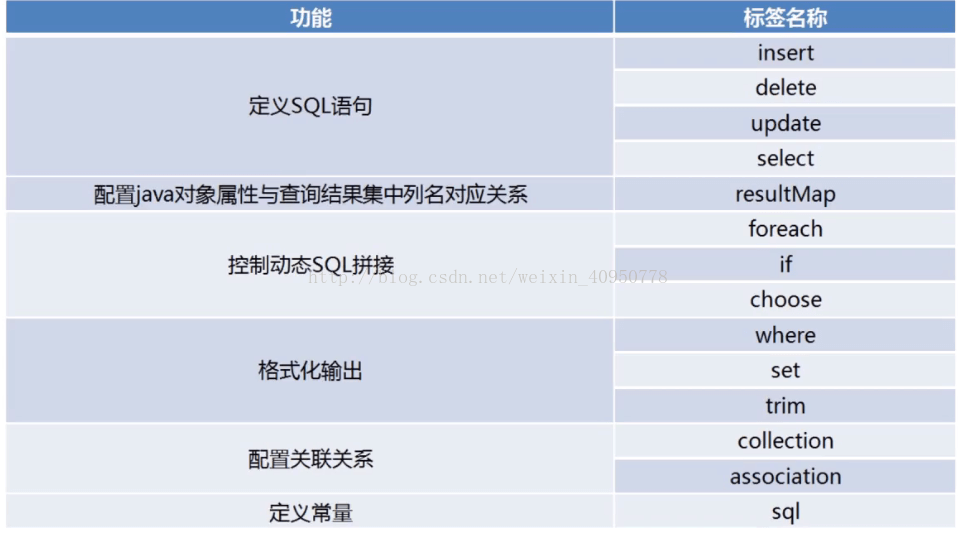 功能 标签名称
insert
delete
定义SQL语句
update
select
配置java对象属性与查询结果集中列名对应关系 resultMap
foreach
控制动态SQL拼接 if
http://blog.csdn.net/weixin_40950778
choose
where
格式化输出 set
trim
collection
配置关联关系
association
定义常量 sql